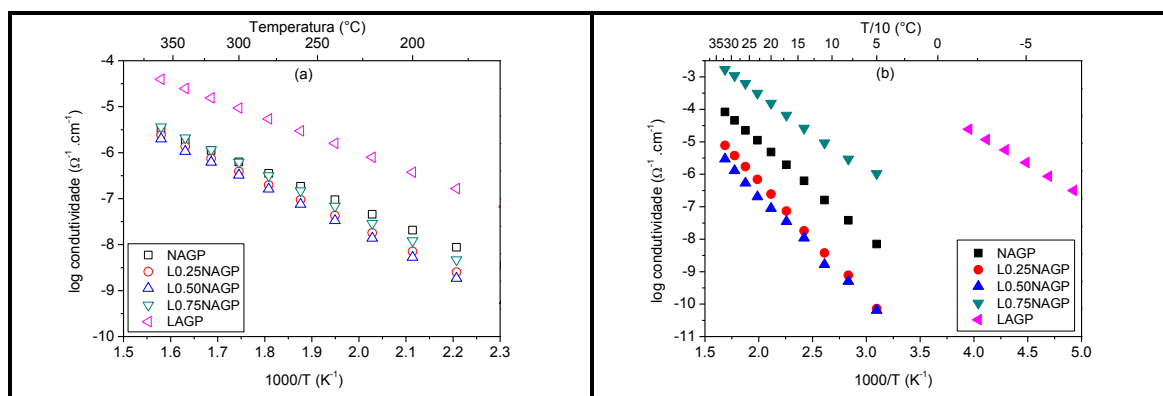 Temperatura (°C)
350 300 250 200
(a)
-4
-5
-6
-7
-8
-9
-10
log condutividade (Ω⁻¹ .cm⁻¹)
NAGP
L0.25NAGP
L0.50NAGP
L0.75NAGP
LAGP
1.5 1.6 1.7 1.8 1.9 2.0 2.1 2.2 2.3
1000/T (K⁻¹)
T/10 (°C)
35 30 25 20 15 10 5 0 -5
(b)
-3
-4
-5
-6
-7
-8
-9
-10
-11
log condutividade (Ω⁻¹ .cm⁻¹)
NAGP
L0.25NAGP
L0.50NAGP
L0.75NAGP
LAGP
1.5 2.0 2.5 3.0 3.5 4.0 4.5 5.0
1000/T (K⁻¹)